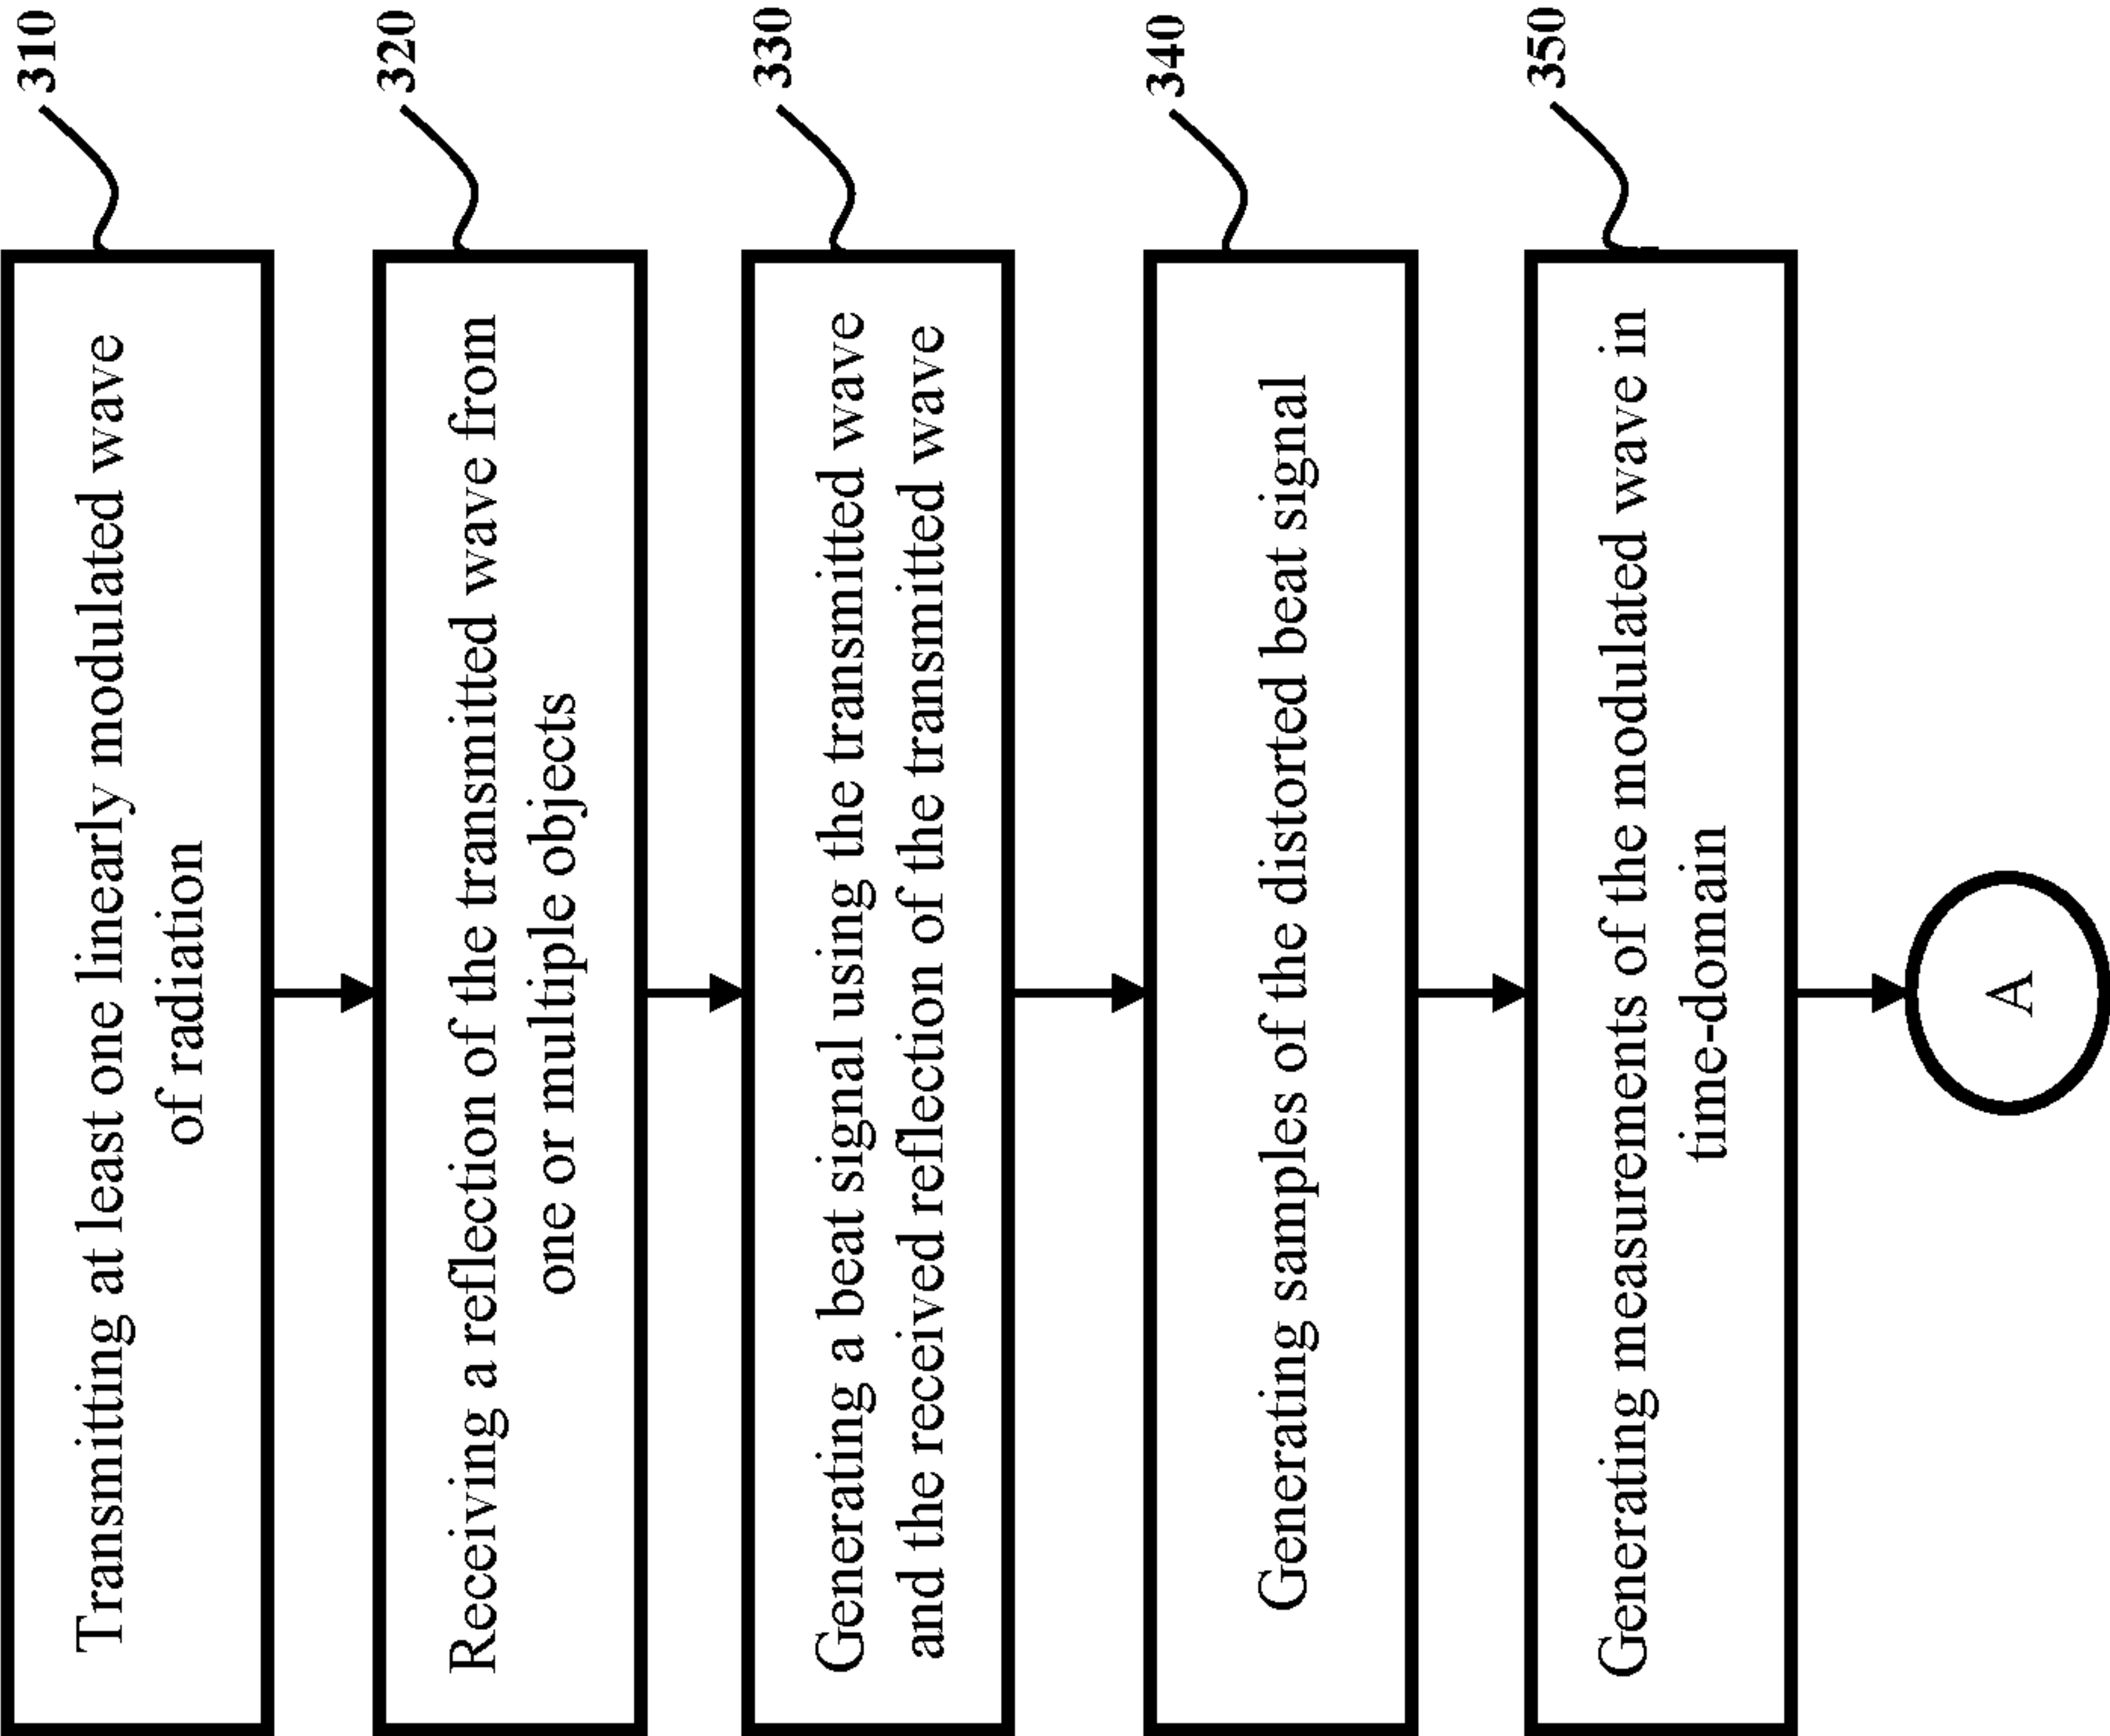 Transmitting at least one linearly modulated wave
of radiation
310
Receiving a reflection of the transmitted wave from
one or multiple objects
320
Generating a beat signal using the transmitted wave
and the received reflection of the transmitted wave
330
Generating samples of the distorted beat signal
340
Generating measurements of the modulated wave in
time-domain
350
A